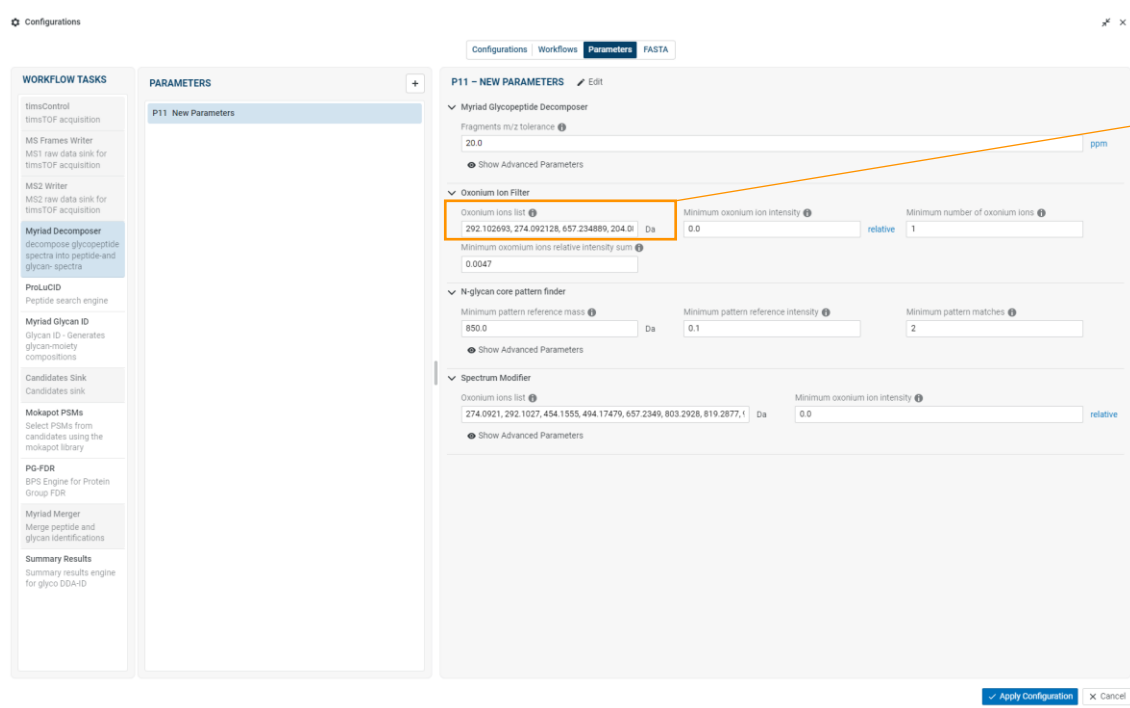 Configurations
Configurations Workflows Parameters FASTA
WORKFLOW TASKS
timsControl
timsTOF acquisition
MS Frames Writer
MS1 raw data sink for
timsTOF acquisition
MS2 Writer
MS2 raw data sink for
timsTOF acquisition
Myriad Decomposer
decompose glycopeptide
spectra into peptide-and
glycan- spectra
ProLuCID
Peptide search engine
Myriad Glycan ID
Glycan ID - Generates
glycan-moiety
compositions
Candidates Sink
Candidates sink
Mokapot PSMs
Select PSMs from
candidates using the
mokapot library
PG-FDR
BPS Engine for Protein
Group FDR
Myriad Merger
Merge peptide and
glycan identifications
Summary Results
Summary results engine
for glyco DDA-ID
PARAMETERS +
P11 New Parameters
P11 – NEW PARAMETERS Edit
Myriad Glycopeptide Decomposer
Fragments m/z tolerance
20.0 ppm
Show Advanced Parameters
Oxonium Ion Filter
Oxonium ions list Minimum oxonium ion intensity Minimum number of oxonium ions
292.102693, 274.092128, 657.234889, 204.0 Da 0.0 relative 1
Minimum oxomium ions relative intensity sum
0.0047
N-glycan core pattern finder
Minimum pattern reference mass Minimum pattern reference intensity Minimum pattern matches
850.0 Da 0.1 2
Show Advanced Parameters
Spectrum Modifier
Oxonium ions list Minimum oxonium ion intensity
274.0921, 292.1027, 454.1555, 494.17479, 657.2349, 803.2928, 819.2877, Da 0.0 relative
Show Advanced Parameters
Apply Configuration Cancel